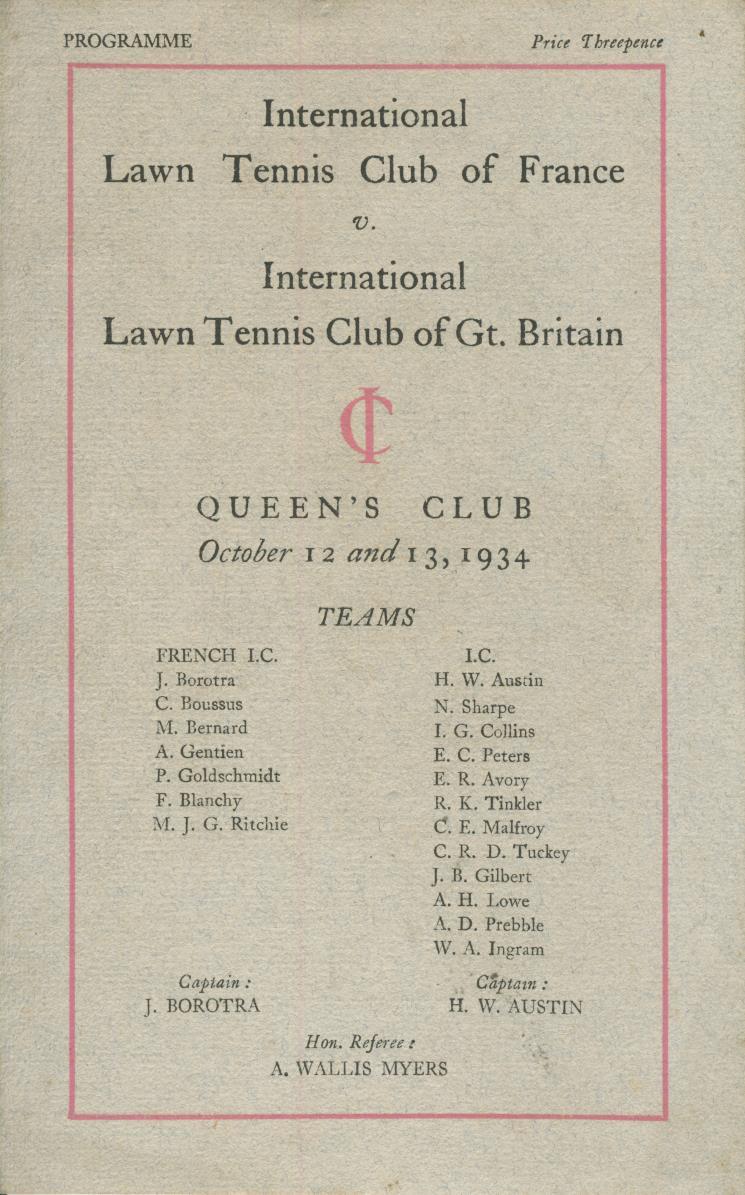 PROGRAMME Price Threepence
International
Lawn Tennis Club of France
v.
International
Lawn Tennis Club of Gt. Britain
IC
QUEEN'S CLUB
October 12 and 13, 1934
TEAMS
FRENCH I.C.
J. Borotra
C. Boussus
M. Bernard
A. Gentien
P. Goldschmidt
F. Blanchy
M. J. G. Ritchie
I.C.
H. W. Austin
N. Sharpe
I. G. Collins
E. C. Peters
E. R. Avory
R. K. Tinkler
C. E. Malfroy
C. R. D. Tuckey
J. B. Gilbert
A. H. Lowe
A. D. Prebble
W. A. Ingram
Captain :
J. BOROTRA
Captain :
H. W. AUSTIN
Hon. Referee :
A. WALLIS MYERS